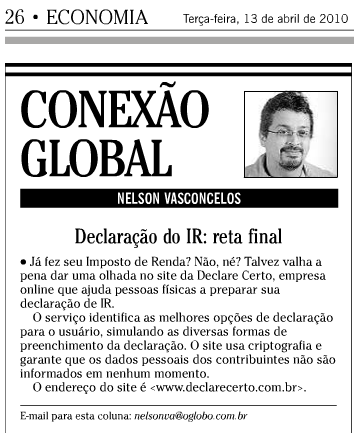 26 • ECONOMIA Terça-feira, 13 de abril de 2010
CONEXÃO
GLOBAL
NELSON VASCONCELOS
Declaração do IR: reta final
● Já fez seu Imposto de Renda? Não, né? Talvez valha a
pena dar uma olhada no site da Declare Certo, empresa
online que ajuda pessoas físicas a preparar sua
declaração de IR.
O serviço identifica as melhores opções de declaração
para o usuário, simulando as diversas formas de
preenchimento da declaração. O site usa criptografia e
garante que os dados pessoais dos contribuintes não são
informados em nenhum momento.
O endereço do site é <www.declarecerto.com.br>.
E-mail para esta coluna: nelsonva@oglobo.com.br